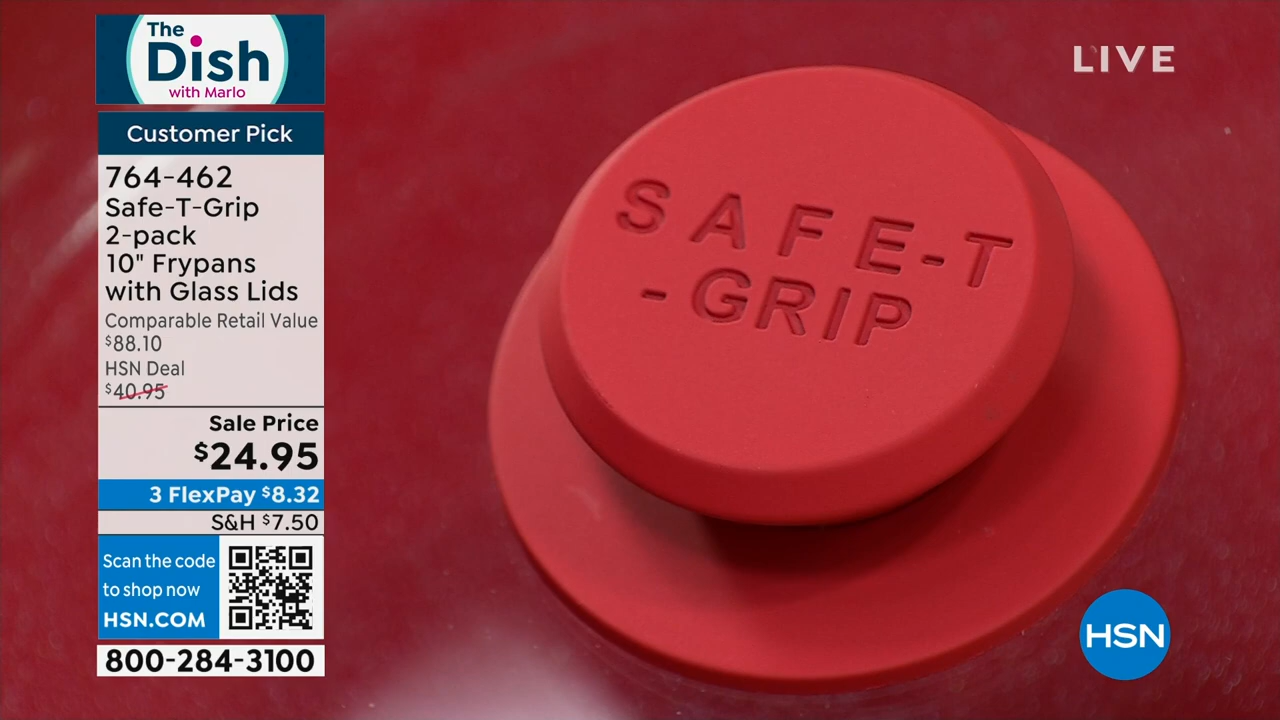 The
Dish
with Marlo
Customer Pick
764-462
Safe-T-Grip
2-pack
10" Frypans
with Glass Lids
Comparable Retail Value
$88.10
HSN Deal
$40.95
Sale Price
$24.95
3 FlexPay $8.32
S&H $7.50
Scan the code
to shop now
HSN.COM
800-284-3100
LIVE
SAFE-T
-GRIP
HSN